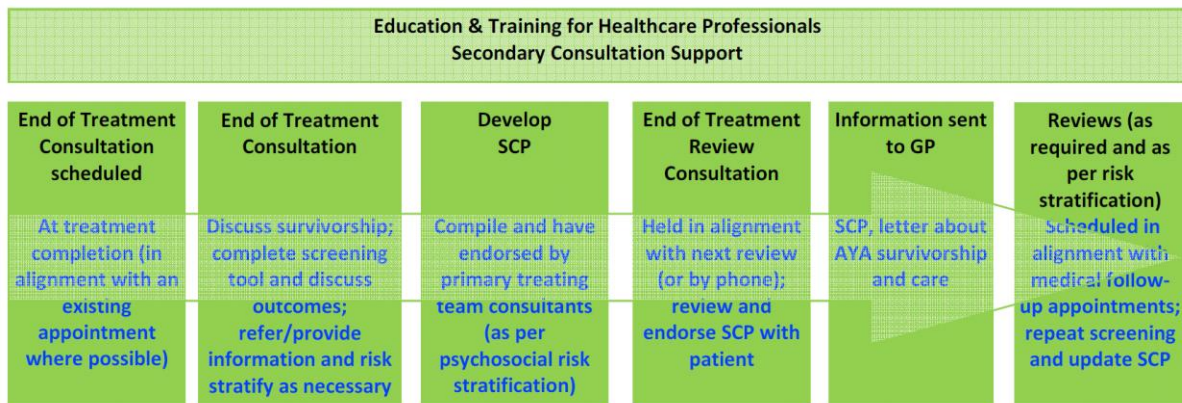 Education & Training for Healthcare Professionals
Secondary Consultation Support
End of Treatment
Consultation
scheduled
At treatment
completion (in
alignment with an
existing
appointment
where possible)
End of Treatment
Consultation
Discuss survivorship;
complete screening
tool and discuss
outcomes;
refer/provide
information and risk
stratify as necessary
Develop
SCP
Compile and have
endorsed by
primary treating
team consultants
(as per
psychosocial risk
stratification)
End of Treatment
Review
Consultation
Held in alignment
with next review
(or by phone);
review and
endorse SCP with
patient
Information sent
to GP
SCP, letter about
AYA survivorship
and care
Reviews (as
required and as
per risk
stratification)
Scheduled in
alignment with
medical follow-
up appointments;
repeat screening
and update SCP